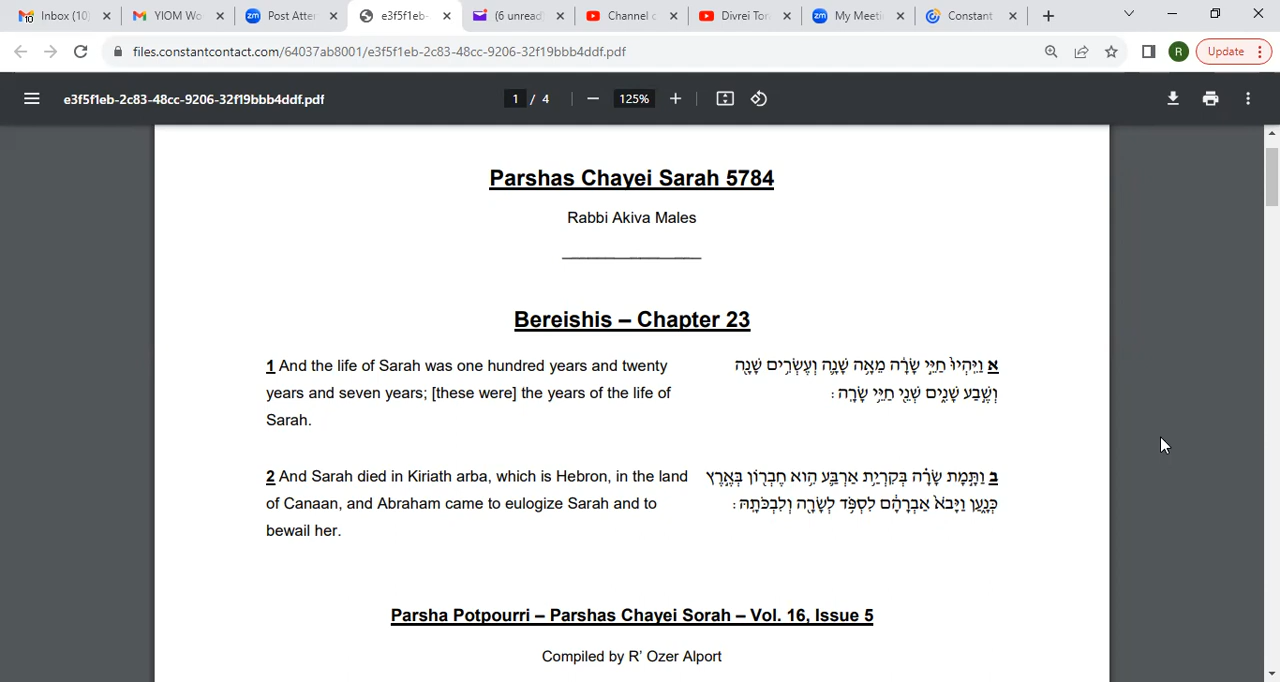 Inbox (10)
YIOM Wo
Post Atte
e3f5f1eb-
(6 unread
Channel c
Divrei Tor
My Meeti
Constant
files.constantcontact.com/64037ab8001/e3f5f1eb-2c83-48cc-9206-32f19bbb4ddf.pdf
R
Update
e3f5f1eb-2c83-48cc-9206-32f19bbb4ddf.pdf
1 / 4
125%
Parshas Chayei Sarah 5784
Rabbi Akiva Males
Bereishis – Chapter 23
1 And the life of Sarah was one hundred years and twenty
years and seven years; [these were] the years of the life of
Sarah.
א וַיִּֽהְיוּ֙ חַיֵּ֣י שָׂרָ֔ה מֵאָ֥ה שָׁנָ֛ה וְעֶשְׂרִ֥ים שָׁנָ֖ה
וְשֶׁ֣בַע שָׁנִ֑ים שְׁנֵ֖י חַיֵּ֥י שָׂרָֽה :
2 And Sarah died in Kiriath arba, which is Hebron, in the land
of Canaan, and Abraham came to eulogize Sarah and to
bewail her.
ב וַתָּ֣מָת שָׂרָ֗ה בְּקִרְיַ֥ת אַרְבַּ֛ע הִ֥וא חֶבְר֖וֹן בְּאֶ֣רֶץ
כְּנָ֑עַן וַיָּבֹא֙ אַבְרָהָ֔ם לִסְפֹּ֥ד לְשָׂרָ֖ה וְלִבְכֹּתָֽהּ :
Parsha Potpourri – Parshas Chayei Sorah – Vol. 16, Issue 5
Compiled by R' Ozer Alport